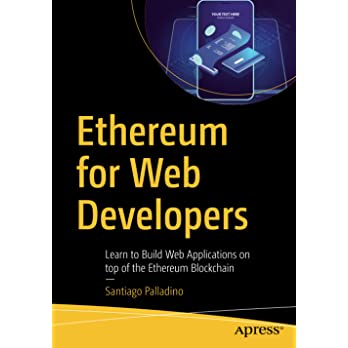 YOUR TEXT HERE
Ethereum
for Web
Developers
Learn to Build Web Applications on
top of the Ethereum Blockchain
Santiago Palladino
Apress®